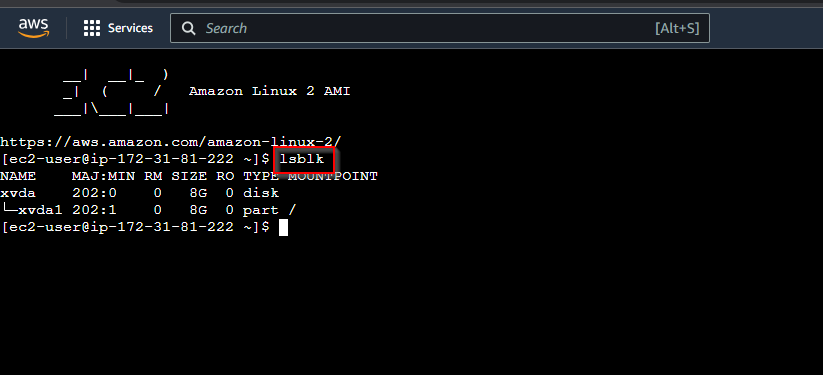 aws
Services
Search
[Alt+S]
__|  __|_  )
_|  (     /   Amazon Linux 2 AMI
___|\___|___|
https://aws.amazon.com/amazon-linux-2/
[ec2-user@ip-172-31-81-222 ~]$ lsblk
NAME    MAJ:MIN RM SIZE RO TYPE MOUNTPOINT
xvda    202:0    0   8G  0 disk
└─xvda1 202:1    0   8G  0 part /
[ec2-user@ip-172-31-81-222 ~]$